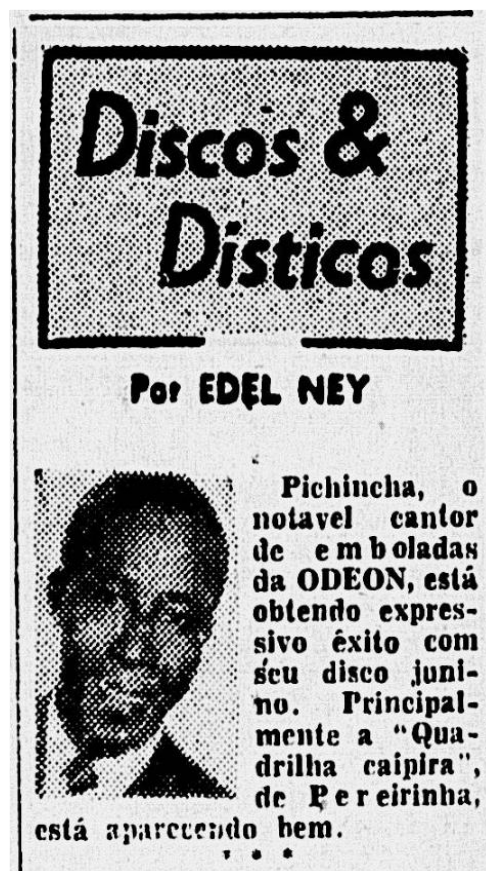 Discos &
Disticos
Por EDEL NEY
Pichincha, o
notavel cantor
de emboladas
da ODEON, está
obtendo expres-
sivo êxito com
seu disco juni-
no. Principal-
mente a "Qua-
drilha caipira",
de Pereirinha,
está aparecendo bem.
* * *